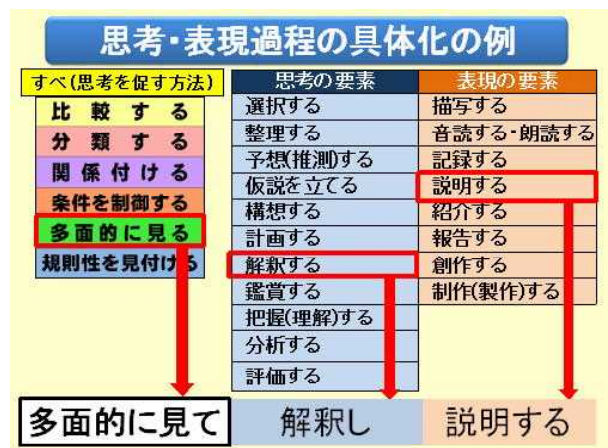 思考・表現過程の具体化の例
すべ(思考を促す方法)
比較する
分類する
関係付ける
条件を制御する
多面的に見る
規則性を見付ける
思考の要素
選択する
整理する
予想(推測)する
仮説を立てる
構想する
計画する
解釈する
鑑賞する
把握(理解)する
分析する
評価する
表現の要素
描写する
音読する・朗読する
記録する
説明する
紹介する
報告する
創作する
制作(製作)する
多面的に見て
解釈し
説明する